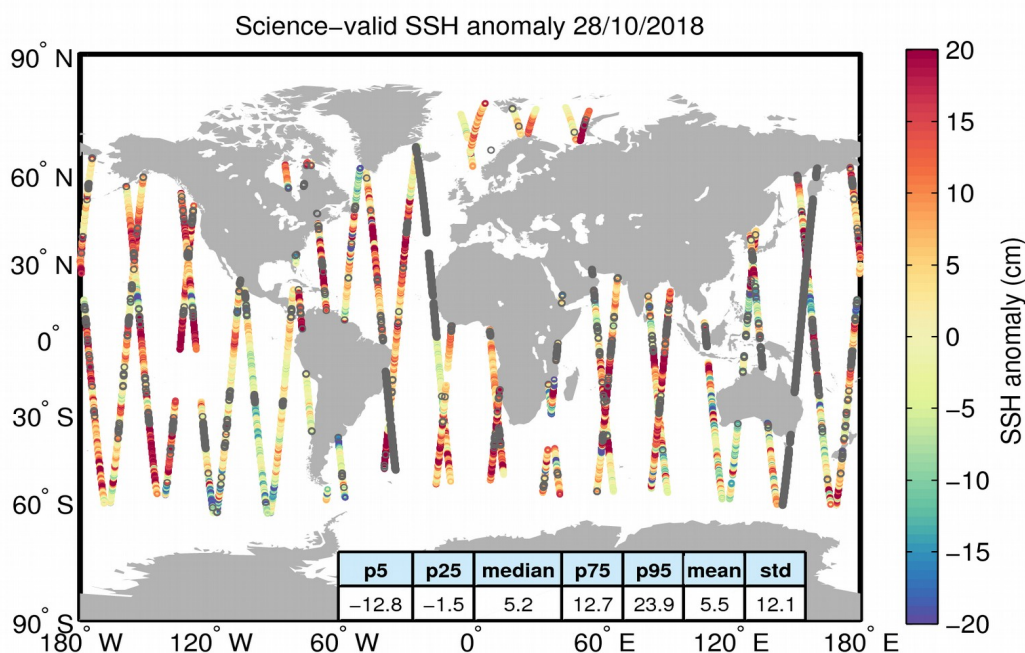 Science−valid SSH anomaly 28/10/2018
90° N
60° N
30° N
0°
30° S
60° S
90° S
180° W
120° W
60° W
0°
60° E
120° E
180° E
p5 p25 median p75 p95 mean std
−12.8 −1.5 5.2 12.7 23.9 5.5 12.1
20
15
10
5
0
−5
−10
−15
−20
SSH anomaly (cm)